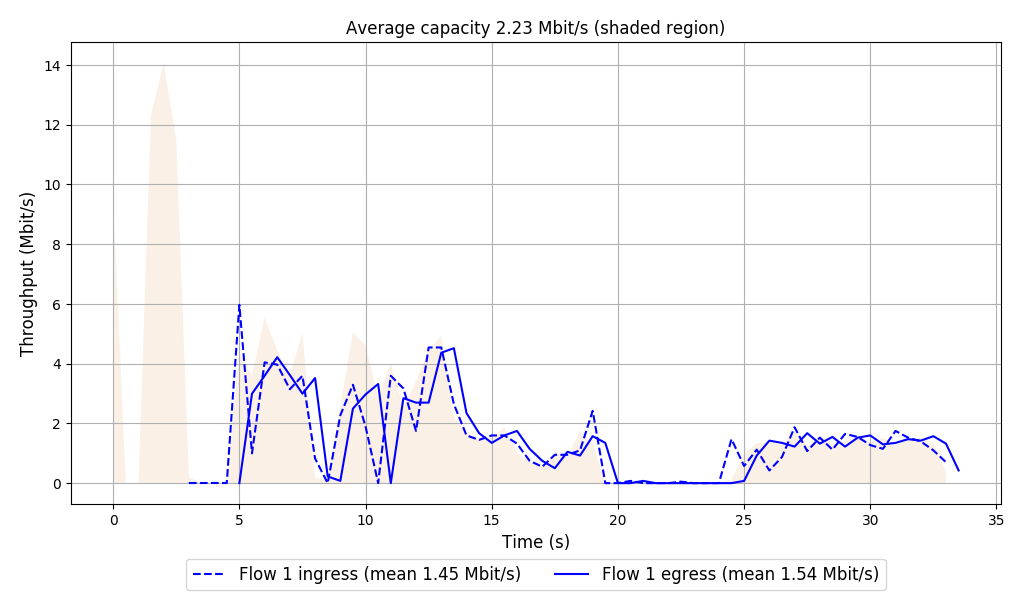 Average capacity 2.23 Mbit/s (shaded region)
Throughput (Mbit/s)
14
12
10
8
6
4
2
0
0 5 10 15 20 25 30 35
Time (s)
Flow 1 ingress (mean 1.45 Mbit/s) Flow 1 egress (mean 1.54 Mbit/s)